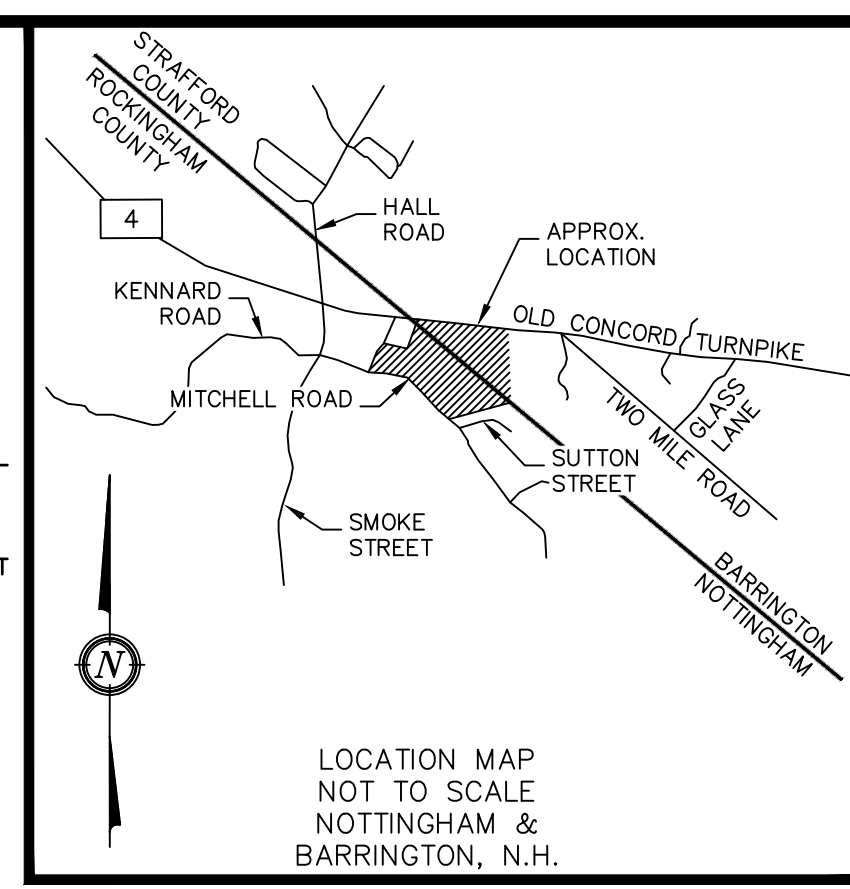 STRAFFORD
COUNTY
ROCKINGHAM
COUNTY
4
HALL
ROAD
APPROX.
LOCATION
KENNARD
ROAD
OLD CONCORD TURNPIKE
MITCHELL ROAD
GLASS
LANE
TWO MILE ROAD
SUTTON
STREET
SMOKE
STREET
BARRINGTON
NOTTINGHAM
T
N
LOCATION MAP
NOT TO SCALE
NOTTINGHAM &
BARRINGTON, N.H.